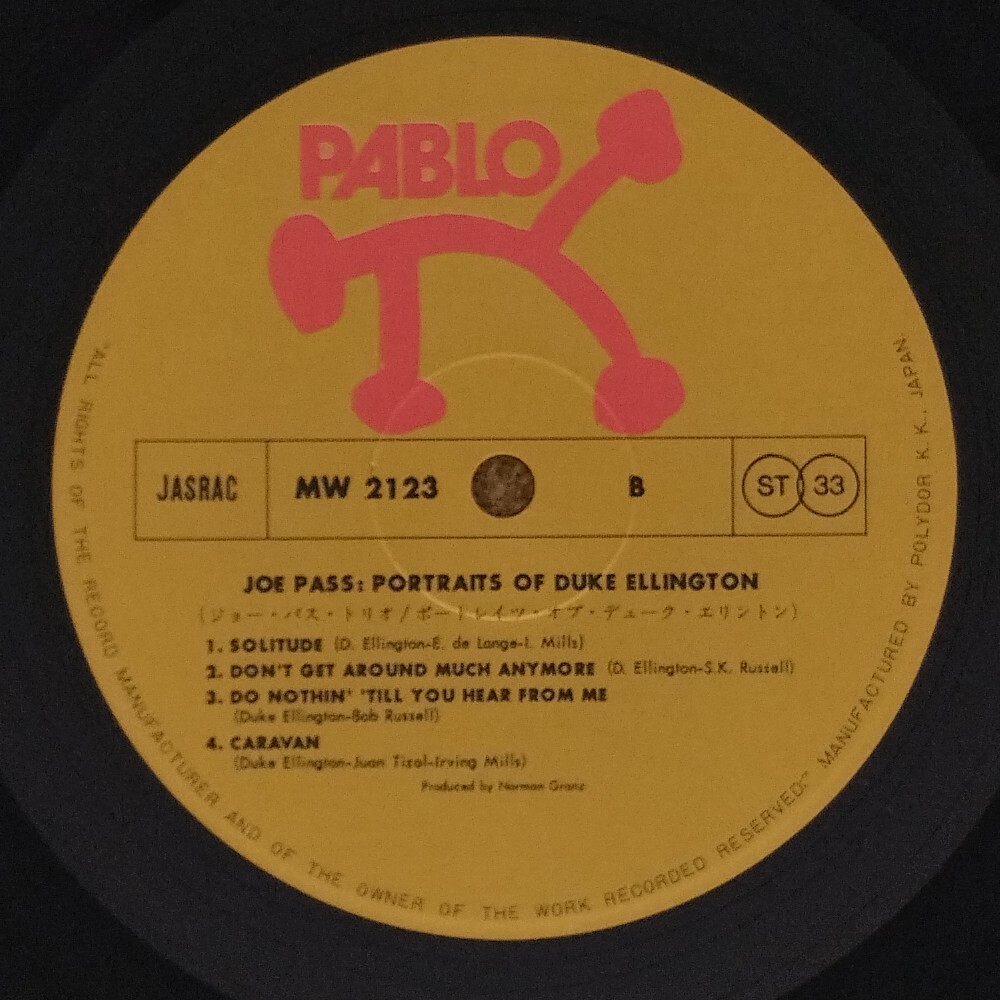 PABLO
JASRAC
MW 2123
B
ST 33
JOE PASS: PORTRAITS OF DUKE ELLINGTON
(ジョー・パス・トリオ/ポートレイツ・オブ・デューク・エリントン)
1. SOLITUDE (D. Ellington-E. de Lange-I. Mills)
2. DON'T GET AROUND MUCH ANYMORE (D. Ellington-S.K. Russell)
3. DO NOTHIN' 'TILL YOU HEAR FROM ME
(Duke Ellington-Bob Russell)
4. CARAVAN
(Duke Ellington-Juan Tizol-Irving Mills)
Produced by Norman Granz
"ALL RIGHTS OF THE RECORD MANUFACTURER AND OF THE OWNER OF THE WORK RECORDED RESERVED." MANUFACTURED BY POLYDOR K.K., JAPAN.